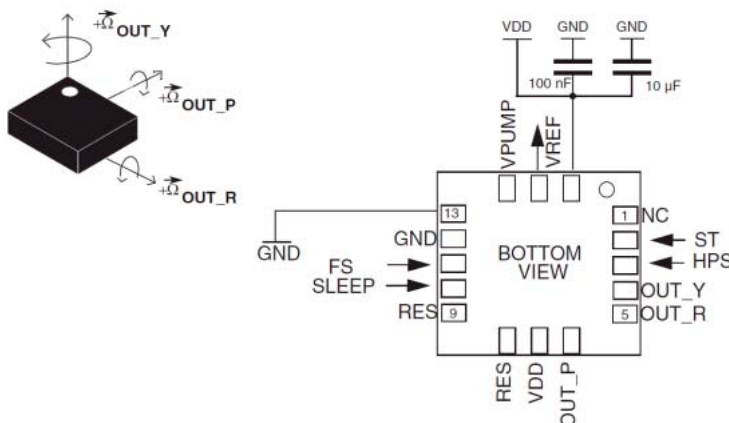 +Ω OUT_Y
+Ω OUT_P
+Ω OUT_R
VDD
GND
GND
100 nF
10 µF
VPUMP
VREF
13
1
NC
GND
GND
ST
FS
HPS
BOTTOM
VIEW
SLEEP
OUT_Y
RES
9
5
OUT_R
RES
VDD
OUT_P